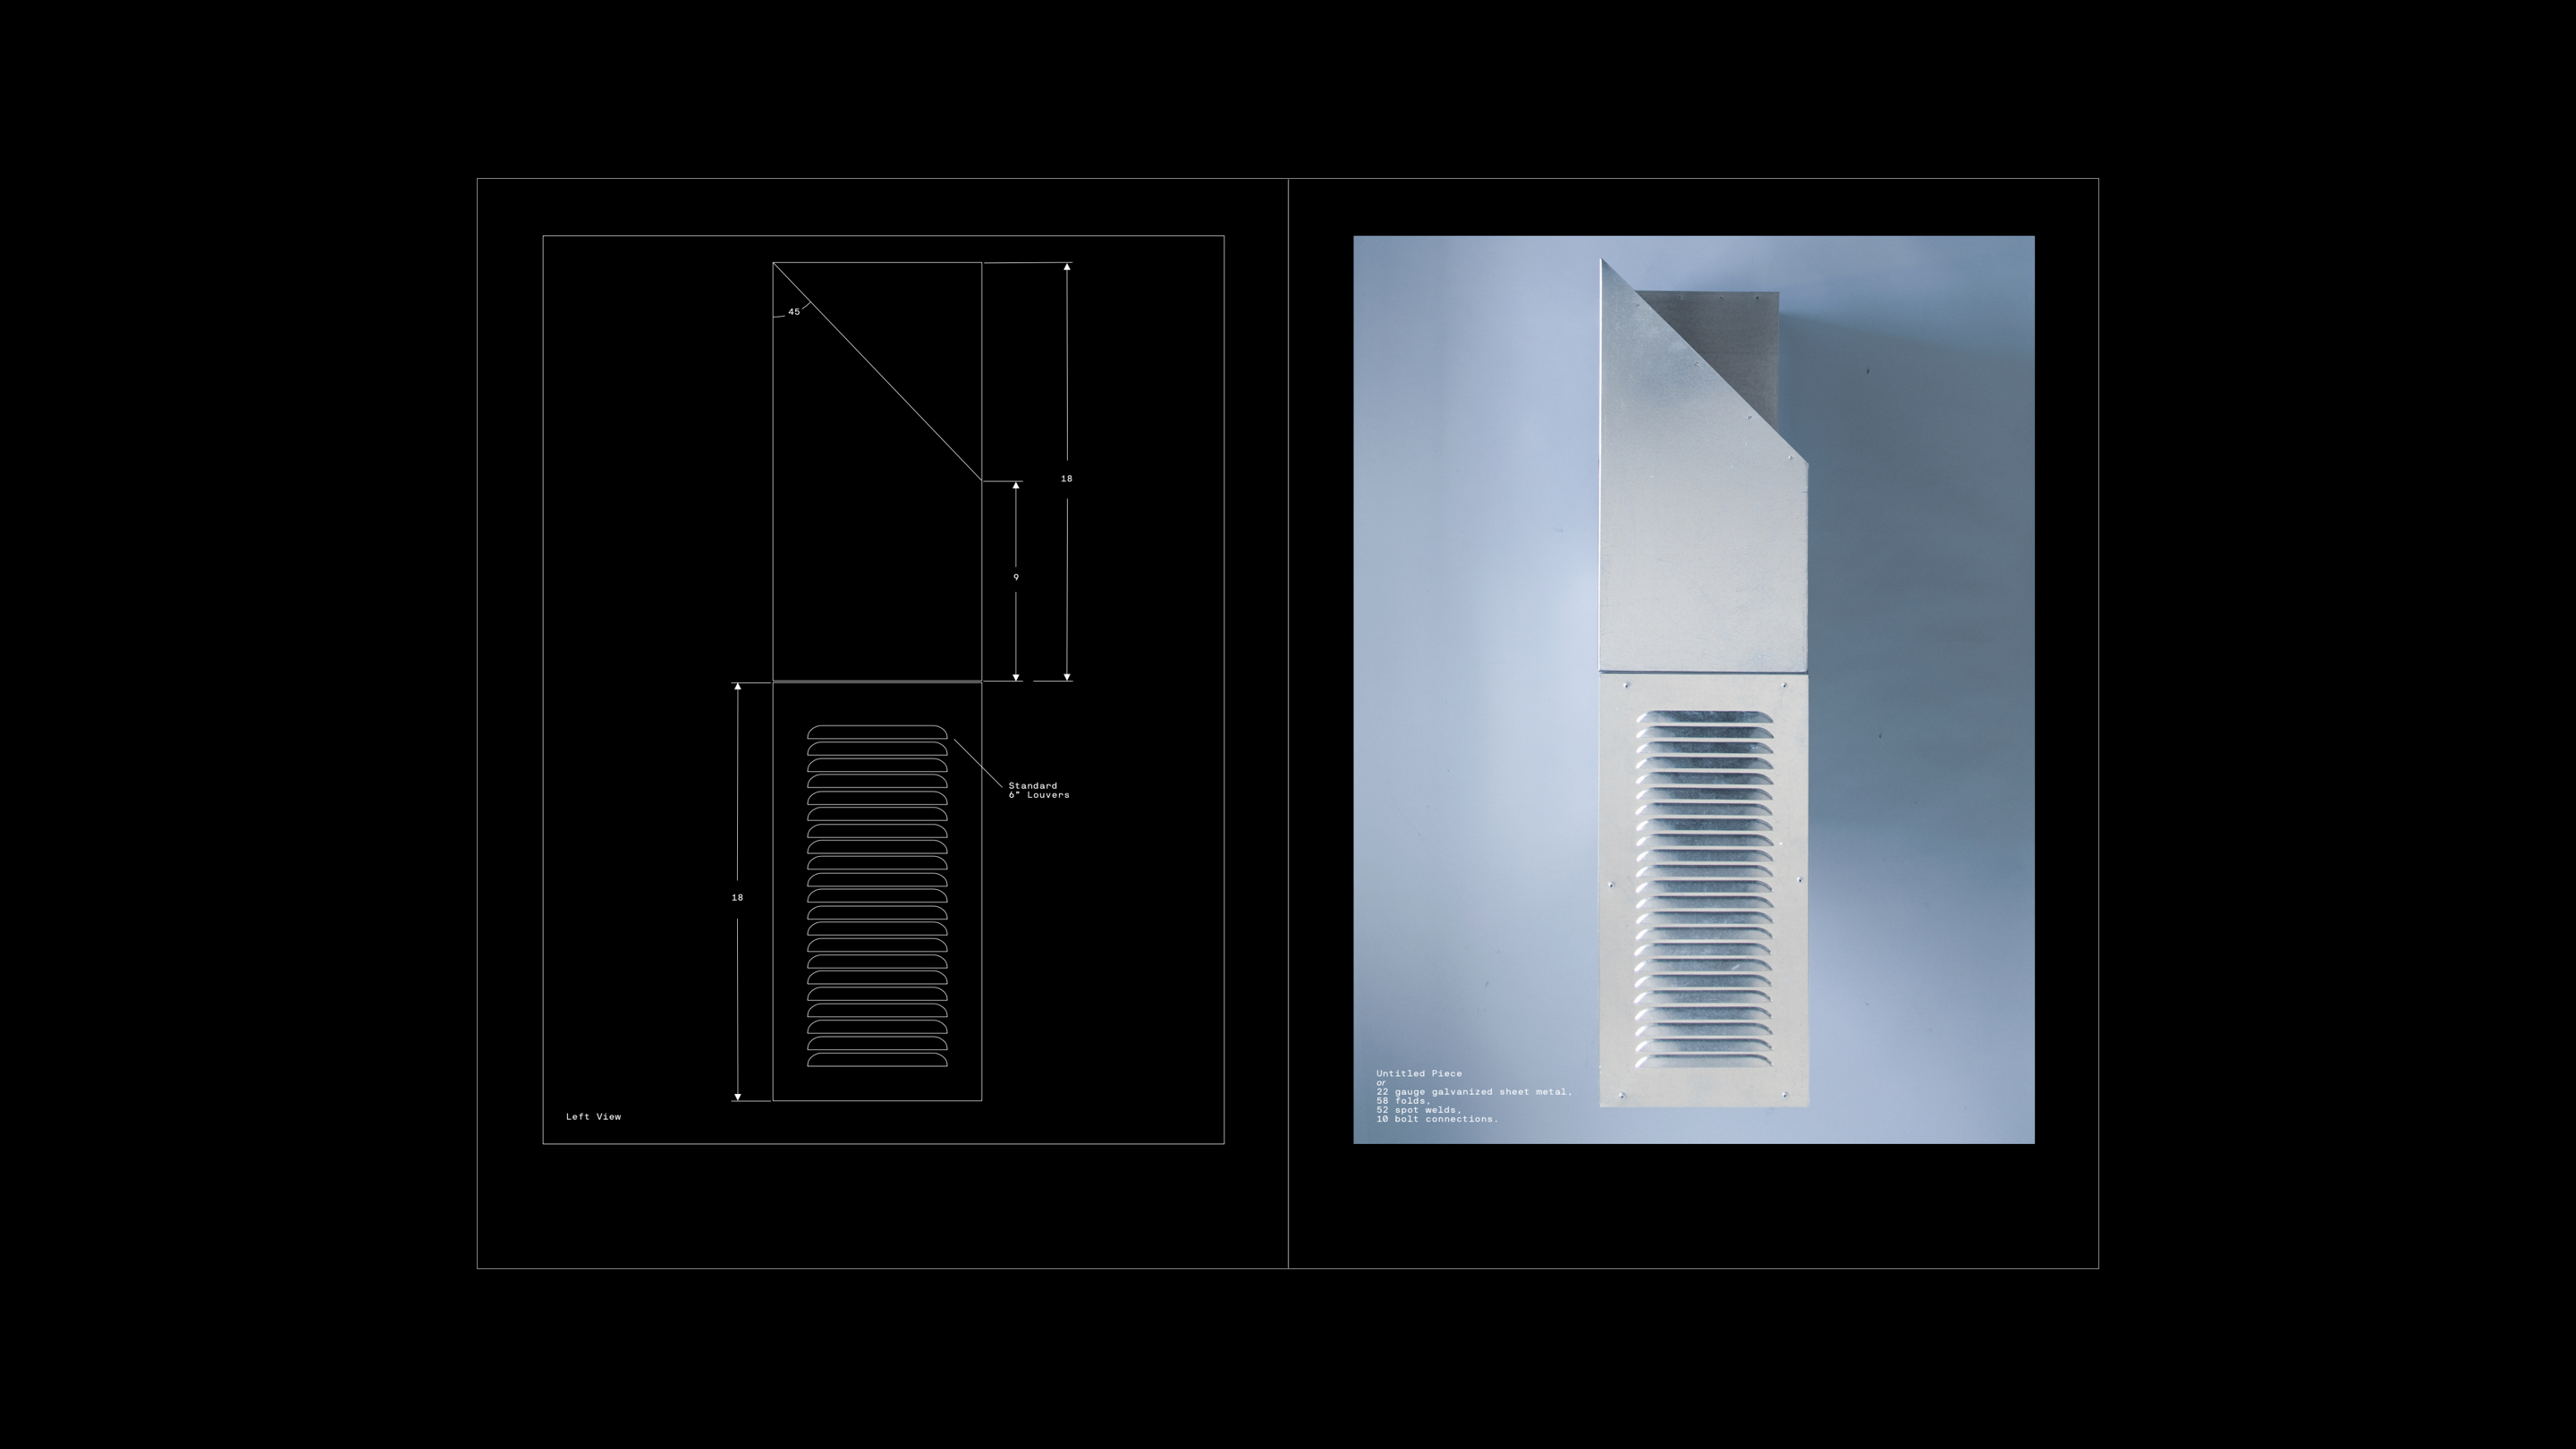 45
18
9
Standard
6" Louvers
18
Left View
Untitled Piece
or
22 gauge galvanized sheet metal,
58 folds,
52 spot welds,
10 bolt connections.